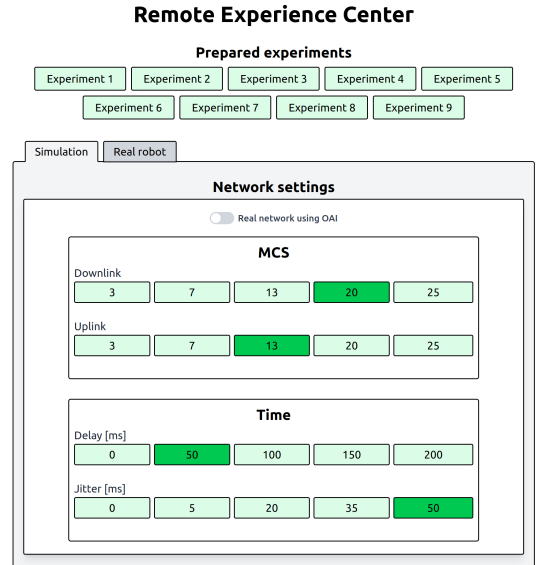 Remote Experience Center
Prepared experiments
Experiment 1 Experiment 2 Experiment 3 Experiment 4 Experiment 5
Experiment 6 Experiment 7 Experiment 8 Experiment 9
Simulation Real robot
Network settings
Real network using OAI
MCS
Downlink
3 7 13 20 25
Uplink
3 7 13 20 25
Time
Delay [ms]
0 50 100 150 200
Jitter [ms]
0 5 20 35 50